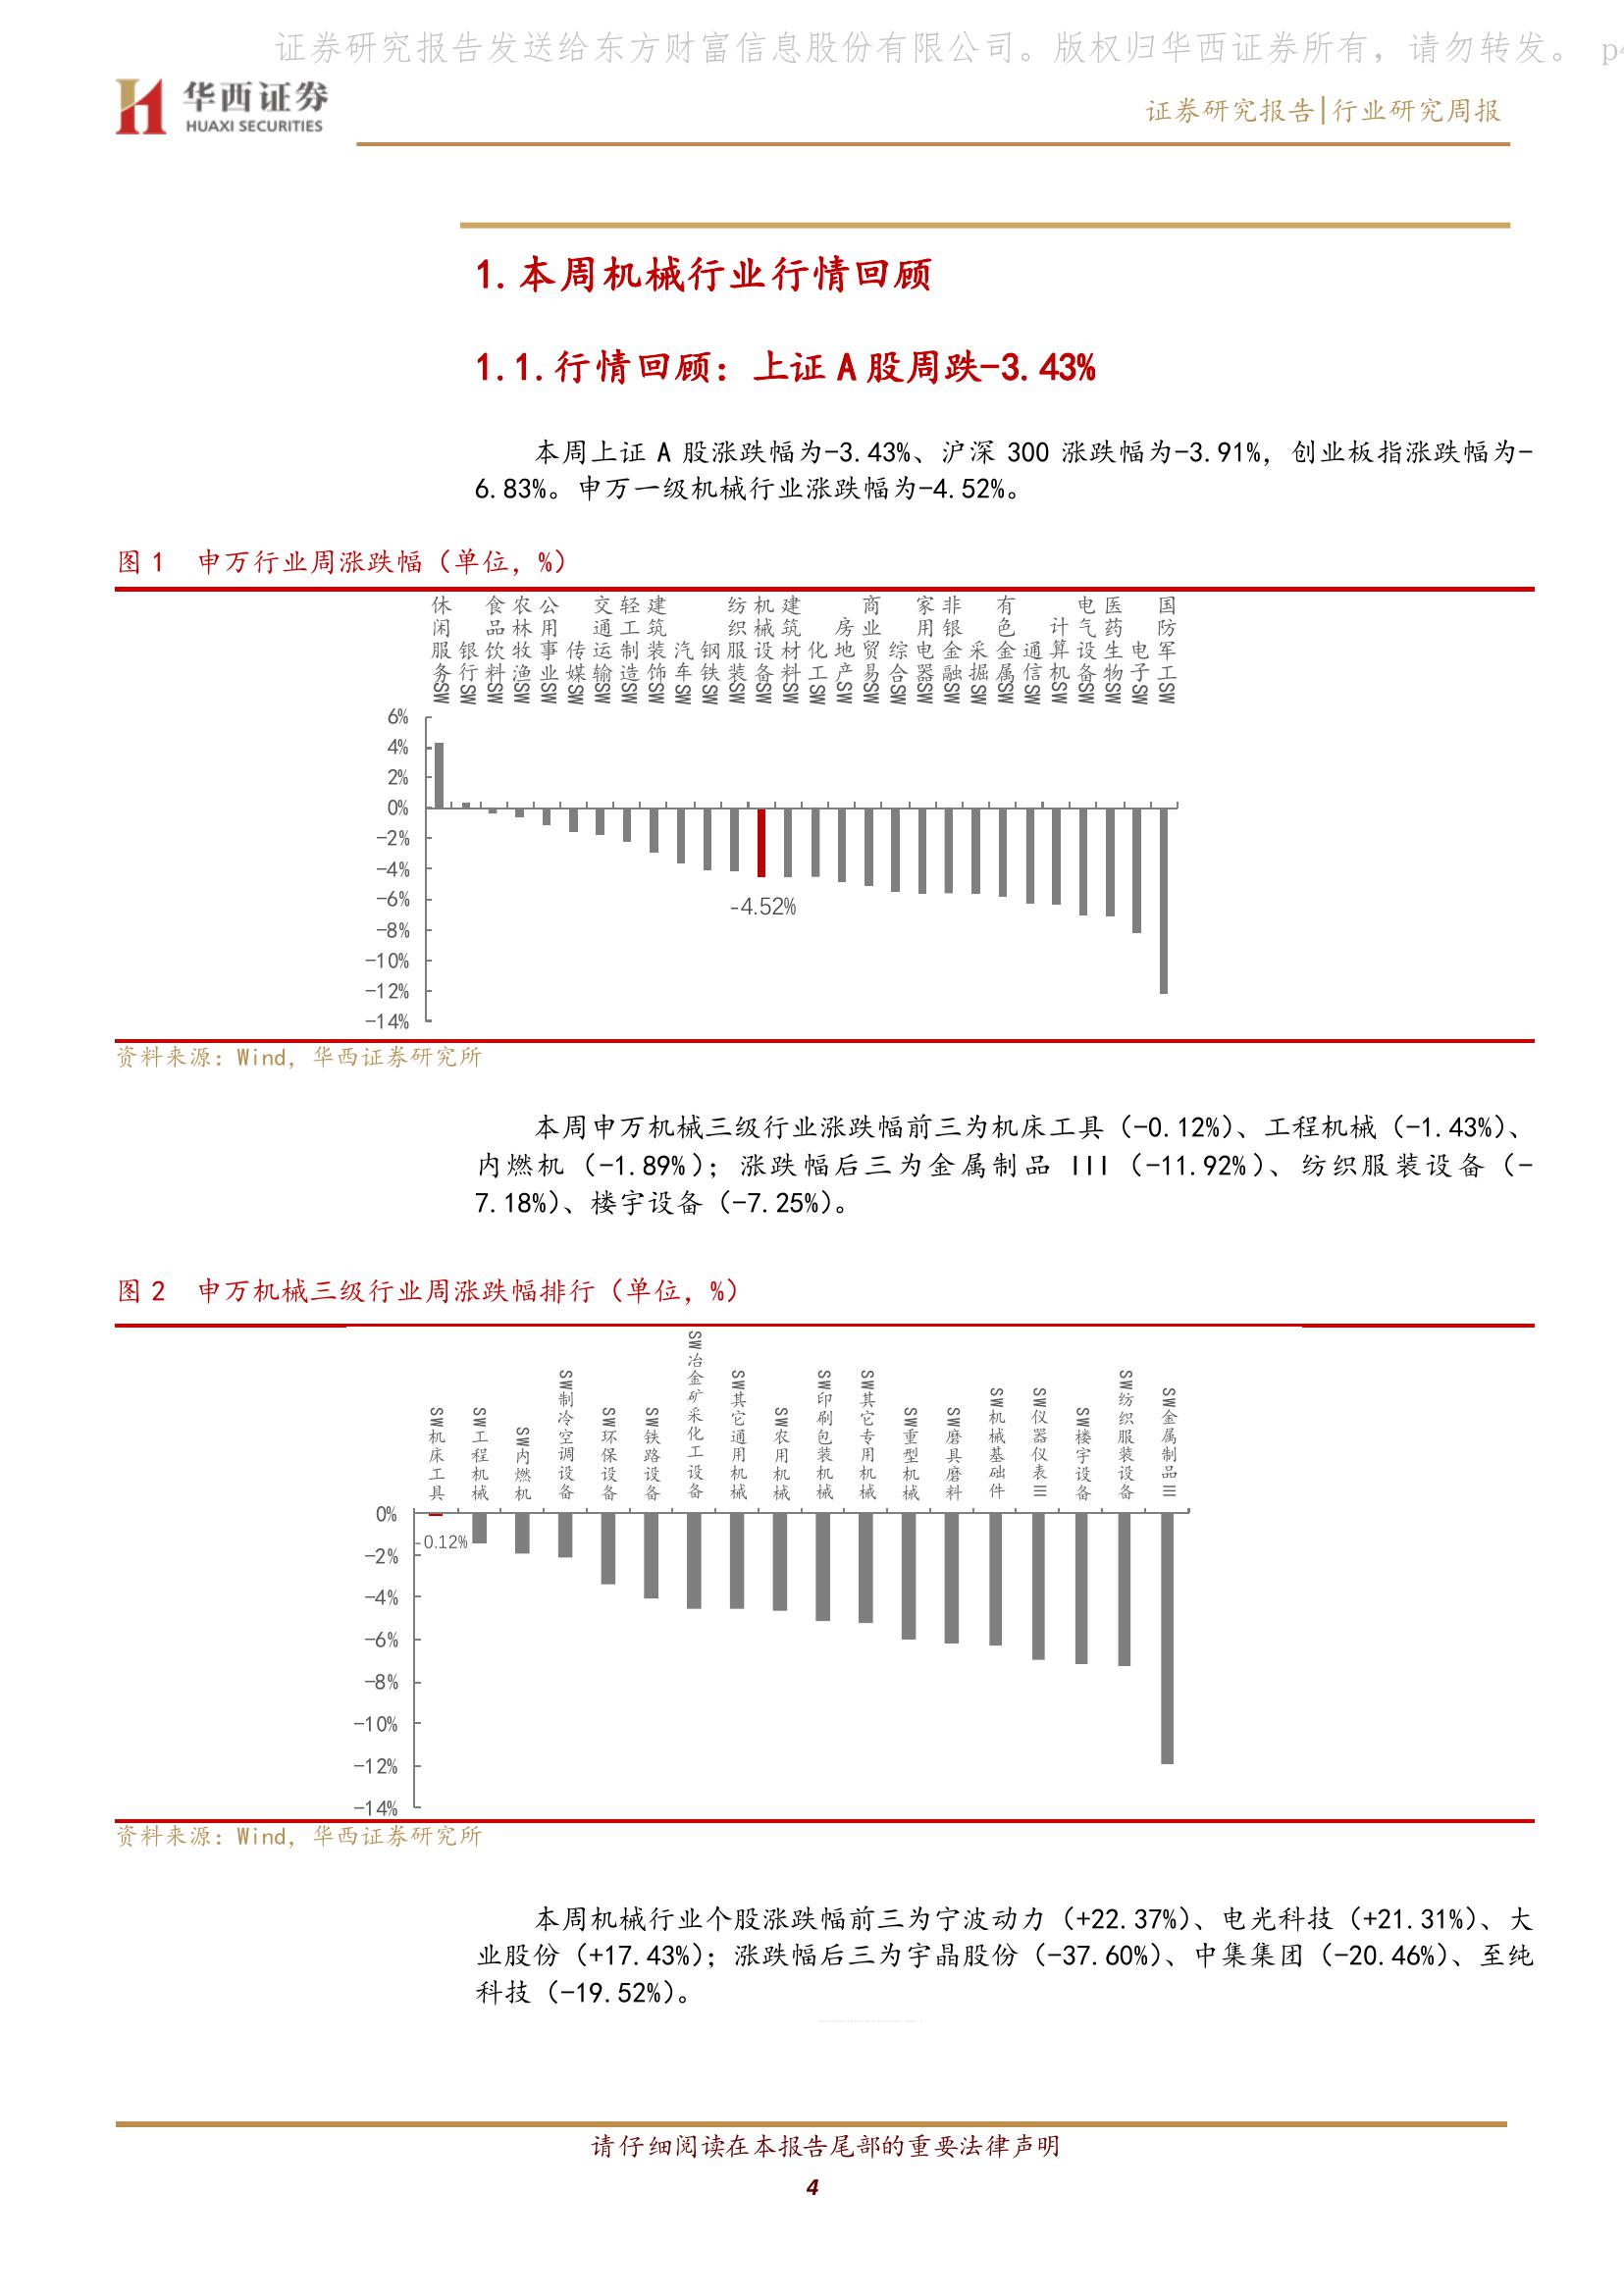 证券研究报告发送给东方财富信息股份有限公司。版权归华西证券所有，请勿转发。 p4
华西证券
HUAXI SECURITIES
证券研究报告|行业研究周报
1.本周机械行业行情回顾
1.1.行情回顾：上证A股周跌-3.43%
本周上证 A 股涨跌幅为-3.43%、沪深 300 涨跌幅为-3.91%，创业板指涨跌幅为-
6.83%。申万一级机械行业涨跌幅为-4.52%。
图 1 申万行业周涨跌幅（单位，%）
休闲服务SW
银行SW
食品饮料SW
农林牧渔SW
公用事业SW
传媒SW
交通运输SW
轻工制造SW
建筑装饰SW
汽车SW
钢铁SW
纺织服装SW
机械设备SW
建筑材料SW
化工SW
房地产SW
商业贸易SW
综合SW
家用电器SW
非银金融SW
采掘SW
有色金属SW
通信SW
计算机SW
电气设备SW
医药生物SW
电子SW
国防军工SW
6%
4%
2%
0%
-2%
-4%
-6%
-8%
-10%
-12%
-14%
-4.52%
资料来源：Wind，华西证券研究所
本周申万机械三级行业涨跌幅前三为机床工具（-0.12%）、工程机械（-1.43%）、
内燃机（-1.89%）；涨跌幅后三为金属制品 III（-11.92%）、纺织服装设备（-
7.18%）、楼宇设备（-7.25%）。
图 2 申万机械三级行业周涨跌幅排行（单位，%）
SW机床工具
SW工程机械
SW内燃机
SW制冷空调设备
SW环保设备
SW铁路设备
SW冶金矿采化工设备
SW其它通用机械
SW农用机械
SW印刷包装机械
SW其它专用机械
SW重型机械
SW磨具磨料
SW机械基础件
SW仪器仪表III
SW楼宇设备
SW纺织服装设备
SW金属制品III
0%
-2%
-4%
-6%
-8%
-10%
-12%
-14%
-0.12%
资料来源：Wind，华西证券研究所
本周机械行业个股涨跌幅前三为宁波动力（+22.37%）、电光科技（+21.31%）、大
业股份（+17.43%）；涨跌幅后三为宇晶股份（-37.60%）、中集集团（-20.46%）、至纯
科技（-19.52%）。
请仔细阅读在本报告尾部的重要法律声明
4